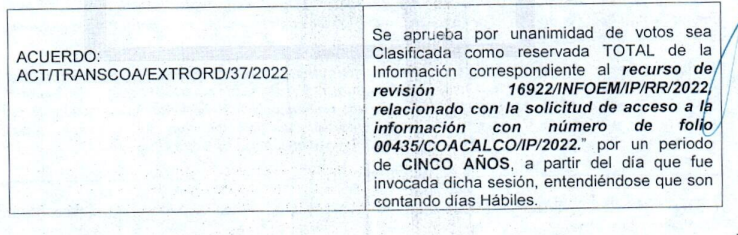 ACUERDO:
ACT/TRANSCOA/EXTRORD/37/2022
Se aprueba por unanimidad de votos sea
Clasificada como reservada TOTAL de la
Información correspondiente al recurso de
revisión 16922/INFOEM/IP/RR/2022,
relacionado con la solicitud de acceso a la
información con número de folio
00435/COACALCO/IP/2022." por un periodo
de CINCO AÑOS, a partir del día que fue
invocada dicha sesión, entendiéndose que son
contando días Hábiles.